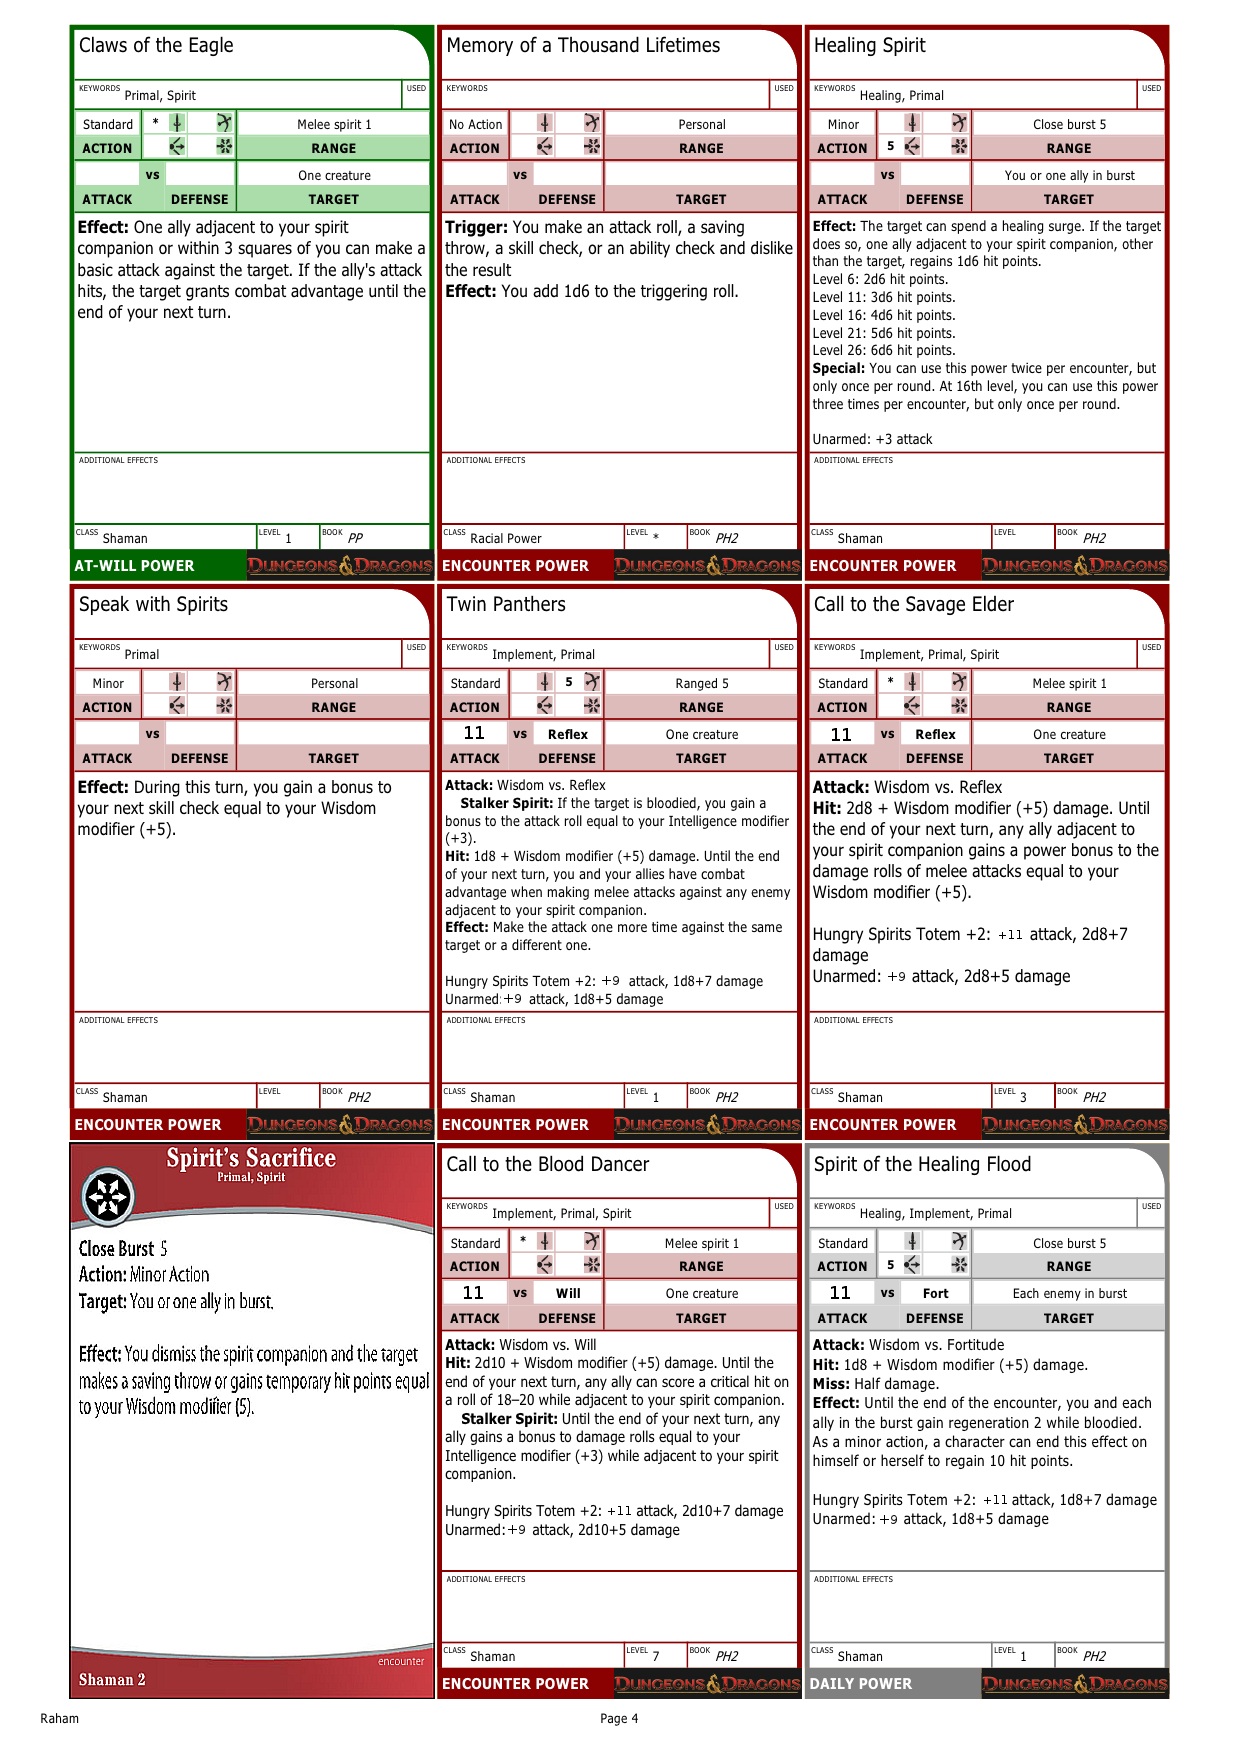 Claws of the Eagle
KEYWORDS Primal, Spirit USED
Standard * Melee spirit 1
ACTION RANGE
vs One creature
ATTACK DEFENSE TARGET
Effect: One ally adjacent to your spirit
companion or within 3 squares of you can make a
basic attack against the target. If the ally's attack
hits, the target grants combat advantage until the
end of your next turn.
ADDITIONAL EFFECTS
CLASS Shaman LEVEL 1 BOOK PP
AT-WILL POWER DUNGEONS & DRAGONS
Memory of a Thousand Lifetimes
KEYWORDS USED
No Action Personal
ACTION RANGE
vs
ATTACK DEFENSE TARGET
Trigger: You make an attack roll, a saving
throw, a skill check, or an ability check and dislike
the result
Effect: You add 1d6 to the triggering roll.
ADDITIONAL EFFECTS
CLASS Racial Power LEVEL * BOOK PH2
ENCOUNTER POWER DUNGEONS & DRAGONS
Healing Spirit
KEYWORDS Healing, Primal USED
Minor Close burst 5
ACTION 5 RANGE
vs You or one ally in burst
ATTACK DEFENSE TARGET
Effect: The target can spend a healing surge. If the target
does so, one ally adjacent to your spirit companion, other
than the target, regains 1d6 hit points.
Level 6: 2d6 hit points.
Level 11: 3d6 hit points.
Level 16: 4d6 hit points.
Level 21: 5d6 hit points.
Level 26: 6d6 hit points.
Special: You can use this power twice per encounter, but
only once per round. At 16th level, you can use this power
three times per encounter, but only once per round.
Unarmed: +3 attack
ADDITIONAL EFFECTS
CLASS Shaman LEVEL BOOK PH2
ENCOUNTER POWER DUNGEONS & DRAGONS
Speak with Spirits
KEYWORDS Primal USED
Minor Personal
ACTION RANGE
vs
ATTACK DEFENSE TARGET
Effect: During this turn, you gain a bonus to
your next skill check equal to your Wisdom
modifier (+5).
ADDITIONAL EFFECTS
CLASS Shaman LEVEL BOOK PH2
ENCOUNTER POWER DUNGEONS & DRAGONS
Twin Panthers
KEYWORDS Implement, Primal USED
Standard 5 Ranged 5
ACTION RANGE
11 vs Reflex One creature
ATTACK DEFENSE TARGET
Attack: Wisdom vs. Reflex
Stalker Spirit: If the target is bloodied, you gain a
bonus to the attack roll equal to your Intelligence modifier
(+3).
Hit: 1d8 + Wisdom modifier (+5) damage. Until the end
of your next turn, you and your allies have combat
advantage when making melee attacks against any enemy
adjacent to your spirit companion.
Effect: Make the attack one more time against the same
target or a different one.
Hungry Spirits Totem +2: +9 attack, 1d8+7 damage
Unarmed: +9 attack, 1d8+5 damage
ADDITIONAL EFFECTS
CLASS Shaman LEVEL 1 BOOK PH2
ENCOUNTER POWER DUNGEONS & DRAGONS
Call to the Savage Elder
KEYWORDS Implement, Primal, Spirit USED
Standard * Melee spirit 1
ACTION RANGE
11 vs Reflex One creature
ATTACK DEFENSE TARGET
Attack: Wisdom vs. Reflex
Hit: 2d8 + Wisdom modifier (+5) damage. Until
the end of your next turn, any ally adjacent to
your spirit companion gains a power bonus to the
damage rolls of melee attacks equal to your
Wisdom modifier (+5).
Hungry Spirits Totem +2: +11 attack, 2d8+7
damage
Unarmed: +9 attack, 2d8+5 damage
ADDITIONAL EFFECTS
CLASS Shaman LEVEL 3 BOOK PH2
ENCOUNTER POWER DUNGEONS & DRAGONS
Spirit's Sacrifice
Primal, Spirit
Close Burst 5
Action: Minor Action
Target: You or one ally in burst.
Effect: You dismiss the spirit companion and the target
makes a saving throw or gains temporary hit points equal
to your Wisdom modifier (5).
encounter
Shaman 2
Call to the Blood Dancer
KEYWORDS Implement, Primal, Spirit USED
Standard * Melee spirit 1
ACTION RANGE
11 vs Will One creature
ATTACK DEFENSE TARGET
Attack: Wisdom vs. Will
Hit: 2d10 + Wisdom modifier (+5) damage. Until the
end of your next turn, any ally can score a critical hit on
a roll of 18–20 while adjacent to your spirit companion.
Stalker Spirit: Until the end of your next turn, any
ally gains a bonus to damage rolls equal to your
Intelligence modifier (+3) while adjacent to your spirit
companion.
Hungry Spirits Totem +2: +11 attack, 2d10+7 damage
Unarmed: +9 attack, 2d10+5 damage
ADDITIONAL EFFECTS
CLASS Shaman LEVEL 7 BOOK PH2
ENCOUNTER POWER DUNGEONS & DRAGONS
Spirit of the Healing Flood
KEYWORDS Healing, Implement, Primal USED
Standard Close burst 5
ACTION 5 RANGE
11 vs Fort Each enemy in burst
ATTACK DEFENSE TARGET
Attack: Wisdom vs. Fortitude
Hit: 1d8 + Wisdom modifier (+5) damage.
Miss: Half damage.
Effect: Until the end of the encounter, you and each
ally in the burst gain regeneration 2 while bloodied.
As a minor action, a character can end this effect on
himself or herself to regain 10 hit points.
Hungry Spirits Totem +2: +11 attack, 1d8+7 damage
Unarmed: +9 attack, 1d8+5 damage
ADDITIONAL EFFECTS
CLASS Shaman LEVEL 1 BOOK PH2
DAILY POWER DUNGEONS & DRAGONS
Raham Page 4